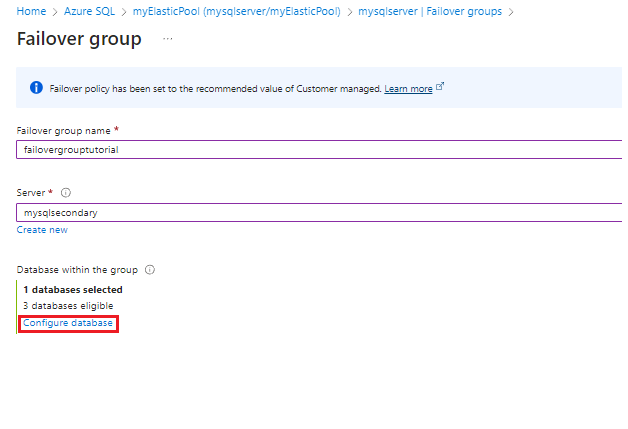 Home > Azure SQL > myElasticPool (mysqlserver/myElasticPool) > mysqlserver | Failover groups >
Failover group ...
Failover policy has been set to the recommended value of Customer managed. Learn more
Failover group name *
failovergrouptutorial
Server *
mysqlsecondary
Create new
Database within the group
1 databases selected
3 databases eligible
Configure database